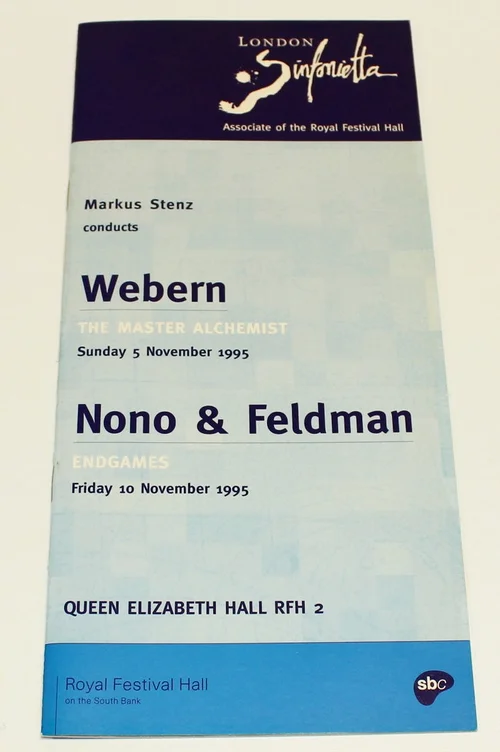 LONDON
Sinfonietta
Associate of the Royal Festival Hall
Markus Stenz
conducts
Webern
THE MASTER ALCHEMIST
Sunday 5 November 1995
Nono & Feldman
ENDGAMES
Friday 10 November 1995
QUEEN ELIZABETH HALL RFH 2
Royal Festival Hall
on the South Bank
sbc